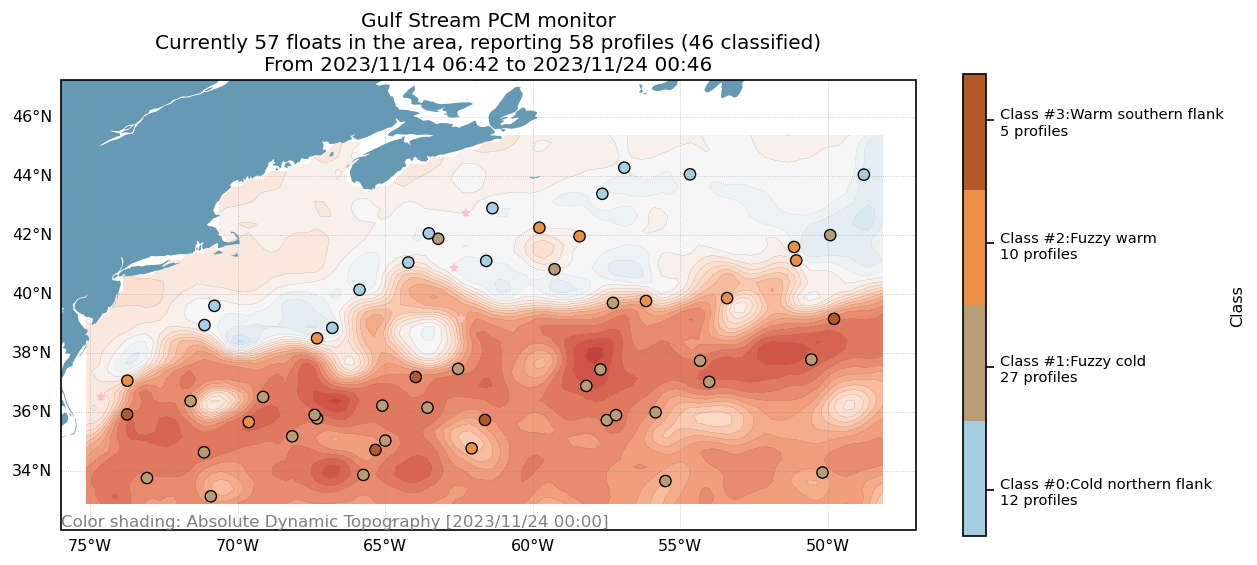 Gulf Stream PCM monitor
Currently 57 floats in the area, reporting 58 profiles (46 classified)
From 2023/11/14 06:42 to 2023/11/24 00:46
46°N
44°N
42°N
40°N
38°N
36°N
34°N
Color shading: Absolute Dynamic Topography [2023/11/24 00:00]
75°W
70°W
65°W
60°W
55°W
50°W
Class #3:Warm southern flank
5 profiles
Class #2:Fuzzy warm
10 profiles
Class #1:Fuzzy cold
27 profiles
Class #0:Cold northern flank
12 profiles
Class